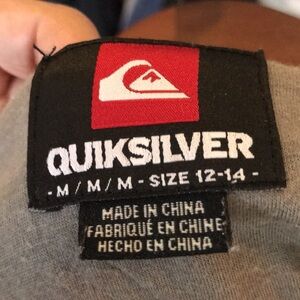 QUIKSILVER
- M / M / M - SIZE 12-14 -
MADE IN CHINA
FABRIQUÉ EN CHINE
HECHO EN CHINA